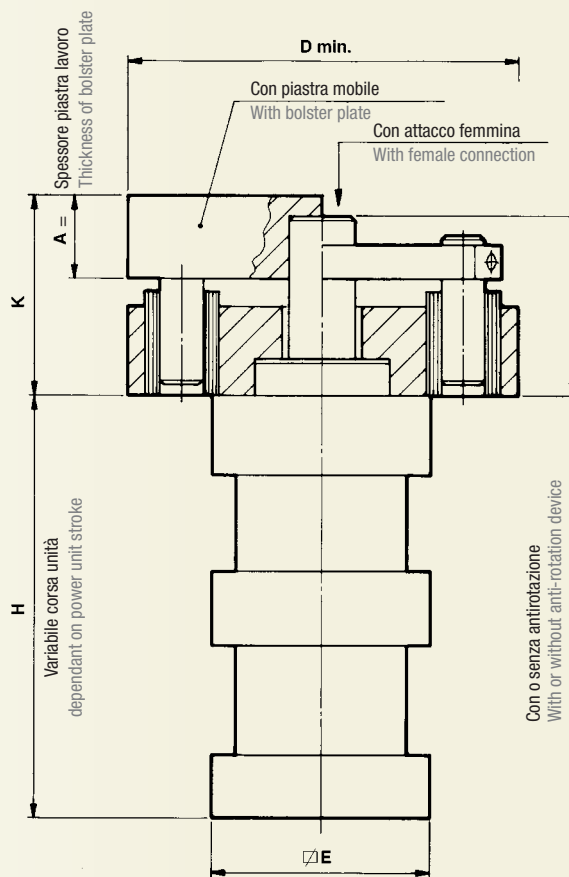 D min.
Spessore piastra lavoro
Thickness of bolster plate
Con piastra mobile
With bolster plate
Con attacco femmina
With female connection
A =
K
H
Variabile corsa unità
dependant on power unit stroke
Con o senza antirotazione
With or without anti-rotation device
E